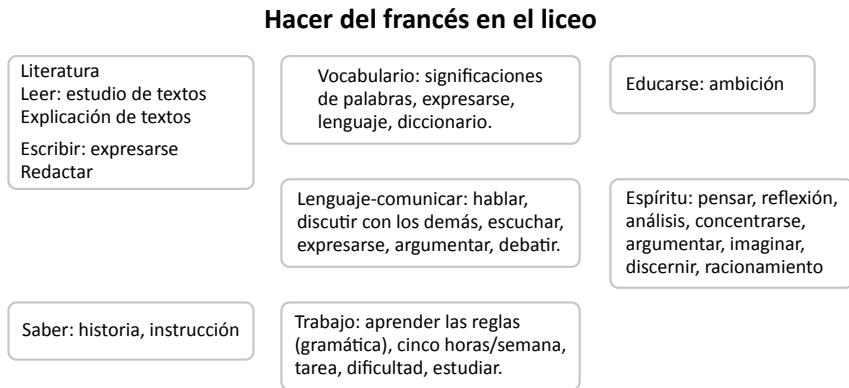 Hacer del francés en el liceo
Literatura
Leer: estudio de textos
Explicación de textos
Escribir: expresarse
Redactar
Vocabulario: significaciones
de palabras, expresarse,
lenguaje, diccionario.
Educarse: ambición
Lenguaje-comunicar: hablar,
discutir con los demás, escuchar,
expresarse, argumentar, debatir.
Espíritu: pensar, reflexión,
análisis, concentrarse,
argumentar, imaginar,
discernir, racionamiento
Saber: historia, instrucción
Trabajo: aprender las reglas
(gramática), cinco horas/semana,
tarea, dificultad, estudiar.